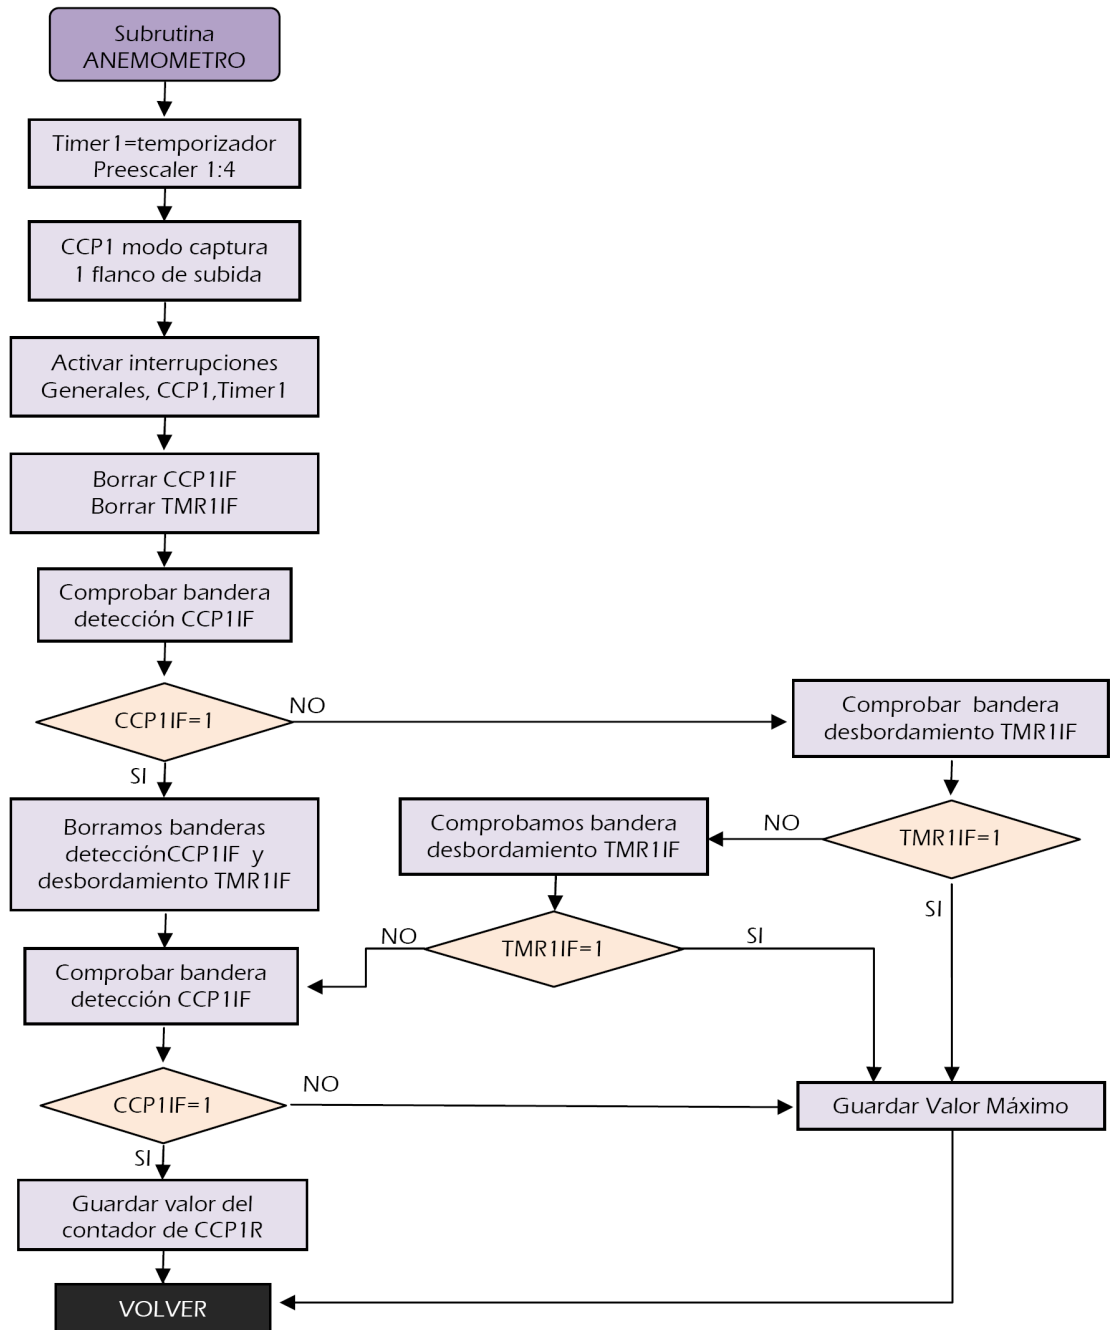 Subrutina
ANEMOMETRO
Timer1=temporizador
Preescaler 1:4
CCP1 modo captura
1 flanco de subida
Activar interrupciones
Generales, CCP1,Timer1
Borrar CCP1IF
Borrar TMR1IF
Comprobar bandera
detección CCP1IF
CCP1IF=1
NO
SI
Comprobar bandera
desbordamiento TMR1IF
TMR1IF=1
NO
SI
Borramos banderas
detecciónCCP1IF y
desbordamiento TMR1IF
Comprobamos bandera
desbordamiento TMR1IF
TMR1IF=1
NO
SI
Comprobar bandera
detección CCP1IF
CCP1IF=1
NO
SI
Guardar Valor Máximo
Guardar valor del
contador de CCP1R
VOLVER